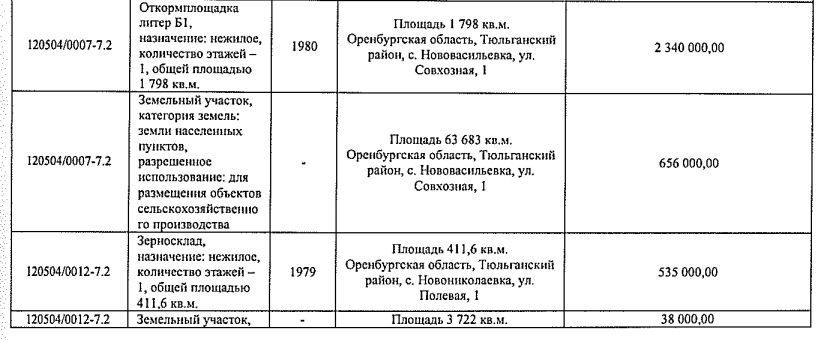 120504/0007-7.2
Откормплощадка
литер Б1,
назначение: нежилое,
количество этажей –
1, общей площадью
1 798 кв.м.
1980
Площадь 1 798 кв.м.
Оренбургская область, Тюльганский
район, с. Нововасильевка, ул.
Совхозная, 1
2 340 000,00
120504/0007-7.2
Земельный участок,
категория земель:
земли населенных
пунктов,
разрешенное
использование: для
размещения объектов
сельскохозяйственно
го производства
-
Площадь 63 683 кв.м.
Оренбургская область, Тюльганский
район, с. Нововасильевка, ул.
Совхозная, 1
656 000,00
120504/0012-7.2
Зерносклад,
назначение: нежилое,
количество этажей –
1, общей площадью
411,6 кв.м.
1979
Площадь 411,6 кв.м.
Оренбургская область, Тюльганский
район, с. Новониколаевка, ул.
Полевая, 1
535 000,00
120504/0012-7.2
Земельный участок,
-
Площадь 3 722 кв.м.
38 000,00